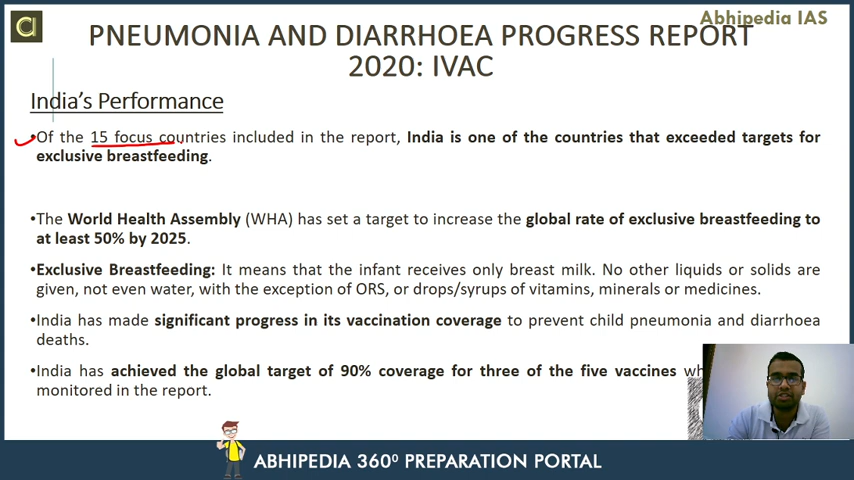 Abhipedia IAS
PNEUMONIA AND DIARRHOEA PROGRESS REPORT
2020: IVAC
India's Performance
•Of the 15 focus countries included in the report, India is one of the countries that exceeded targets for
exclusive breastfeeding.
•The World Health Assembly (WHA) has set a target to increase the global rate of exclusive breastfeeding to
at least 50% by 2025.
•Exclusive Breastfeeding: It means that the infant receives only breast milk. No other liquids or solids are
given, not even water, with the exception of ORS, or drops/syrups of vitamins, minerals or medicines.
•India has made significant progress in its vaccination coverage to prevent child pneumonia and diarrhoea
deaths.
•India has achieved the global target of 90% coverage for three of the five vaccines
monitored in the report.
ABHIPEDIA 360⁰ PREPARATION PORTAL